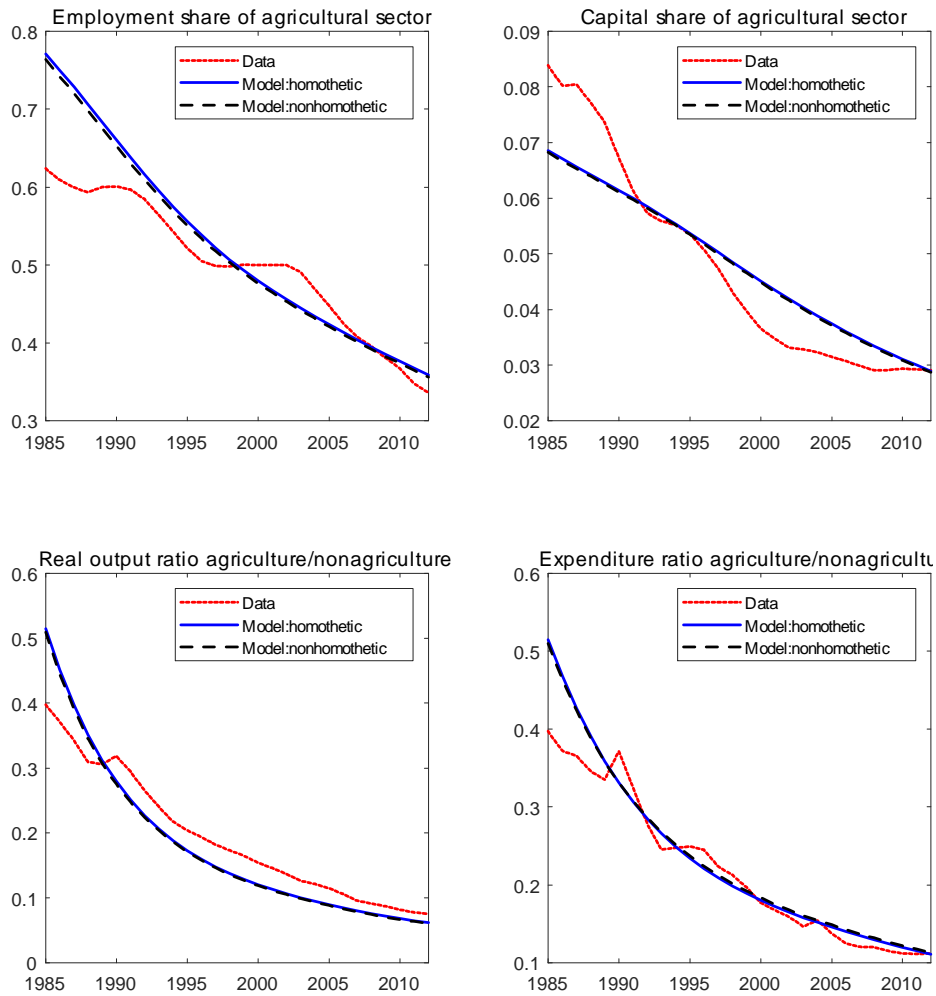 Employment share of agricultural sector
0.8
0.7
0.6
0.5
0.4
0.3
1985 1990 1995 2000 2005 2010
Data
Model:homothetic
Model:nonhomothetic
Capital share of agricultural sector
0.09
0.08
0.07
0.06
0.05
0.04
0.03
0.02
1985 1990 1995 2000 2005 2010
Data
Model:homothetic
Model:nonhomothetic
Real output ratio agriculture/nonagriculture
0.6
0.5
0.4
0.3
0.2
0.1
0
1985 1990 1995 2000 2005 2010
Data
Model:homothetic
Model:nonhomothetic
Expenditure ratio agriculture/nonagricultu
0.6
0.5
0.4
0.3
0.2
0.1
1985 1990 1995 2000 2005 2010
Data
Model:homothetic
Model:nonhomothetic